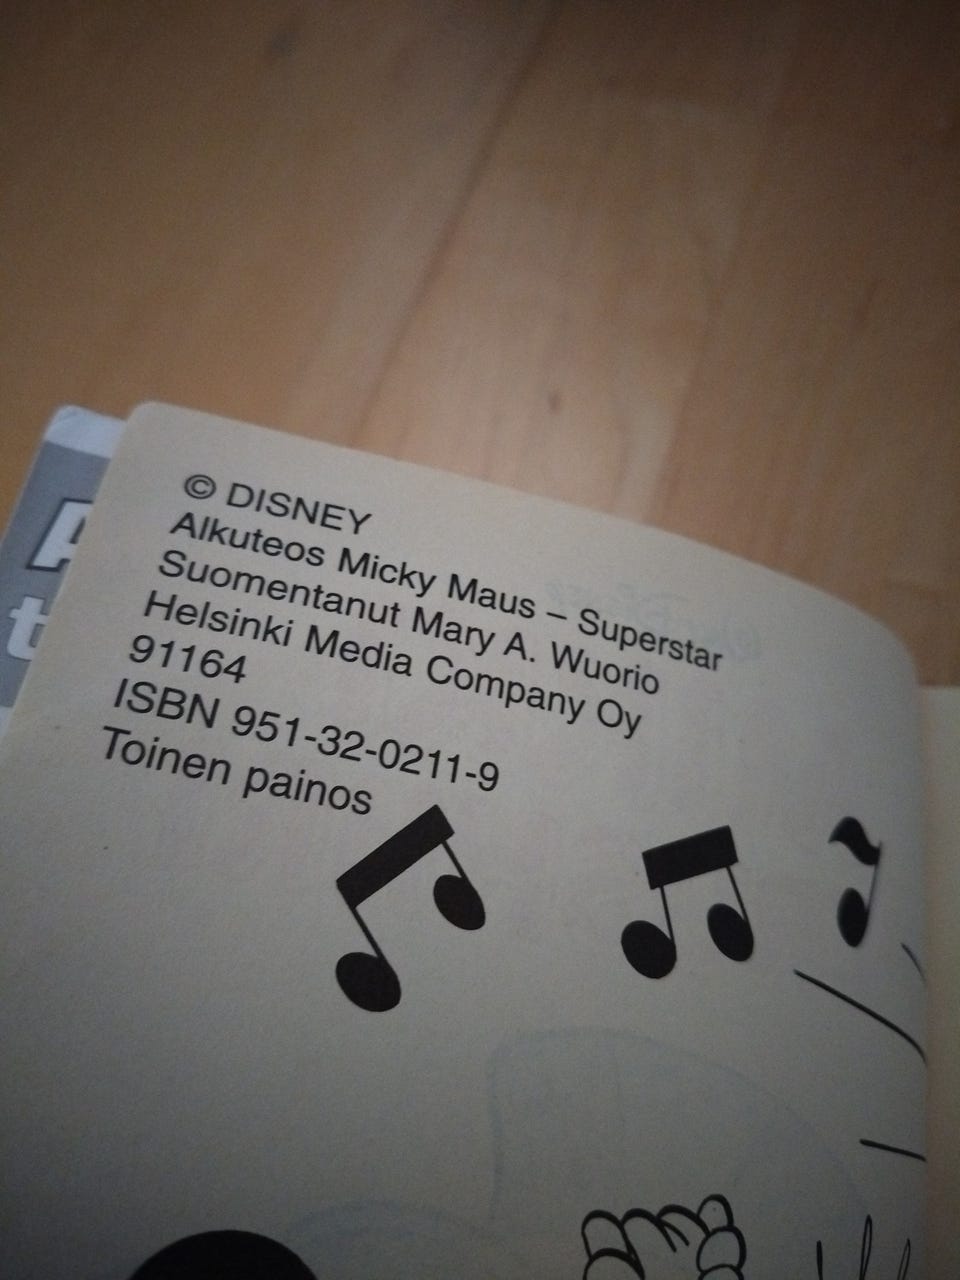 © DISNEY
Alkuteos Micky Maus – Superstar
Suomentanut Mary A. Wuorio
Helsinki Media Company Oy
91164
ISBN 951-32-0211-9
Toinen painos
A
t